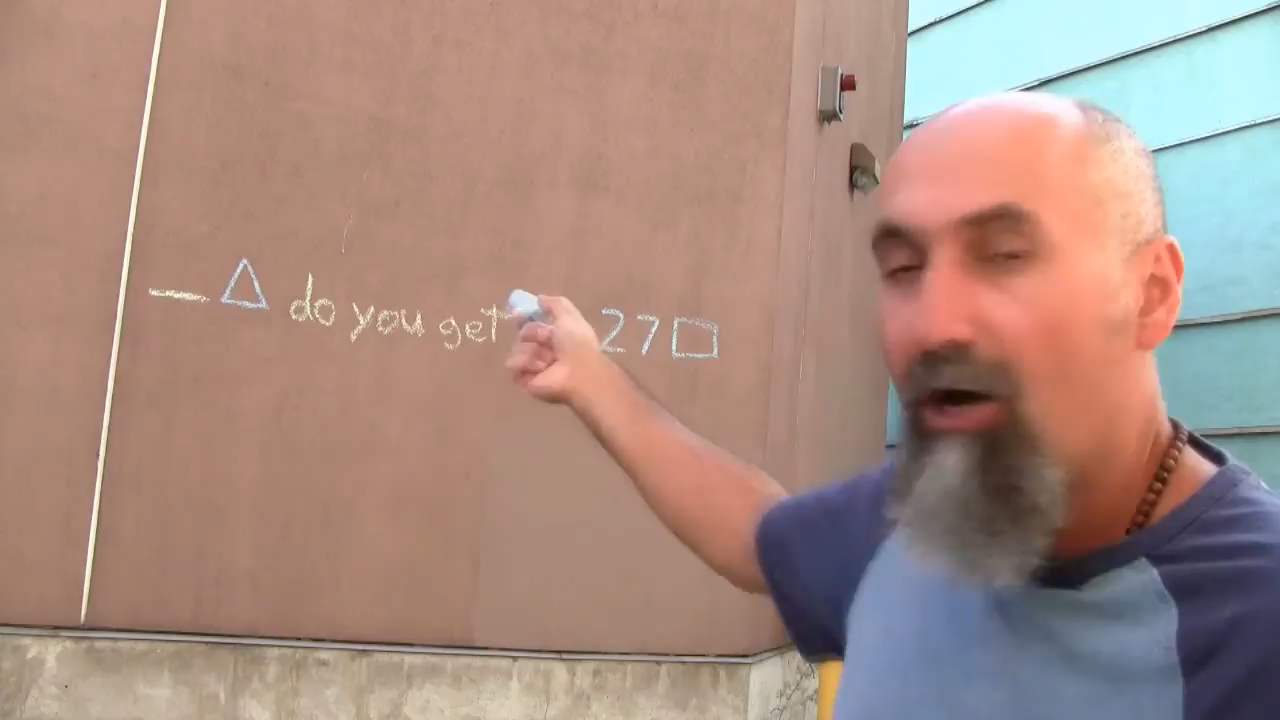 — △ do you get 27 □